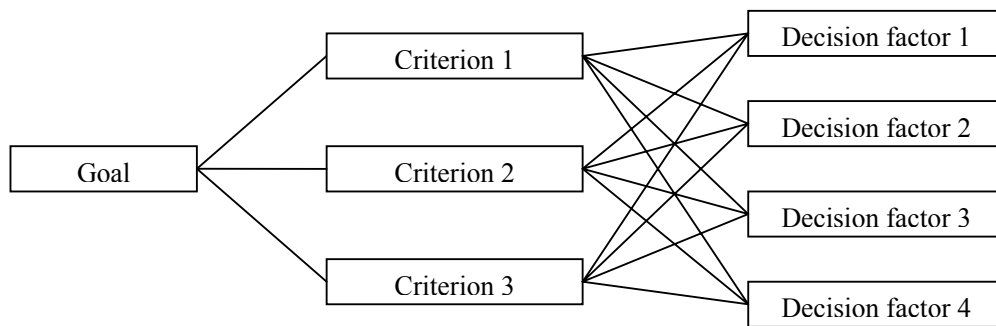 Goal
Criterion 1
Criterion 2
Criterion 3
Decision factor 1
Decision factor 2
Decision factor 3
Decision factor 4